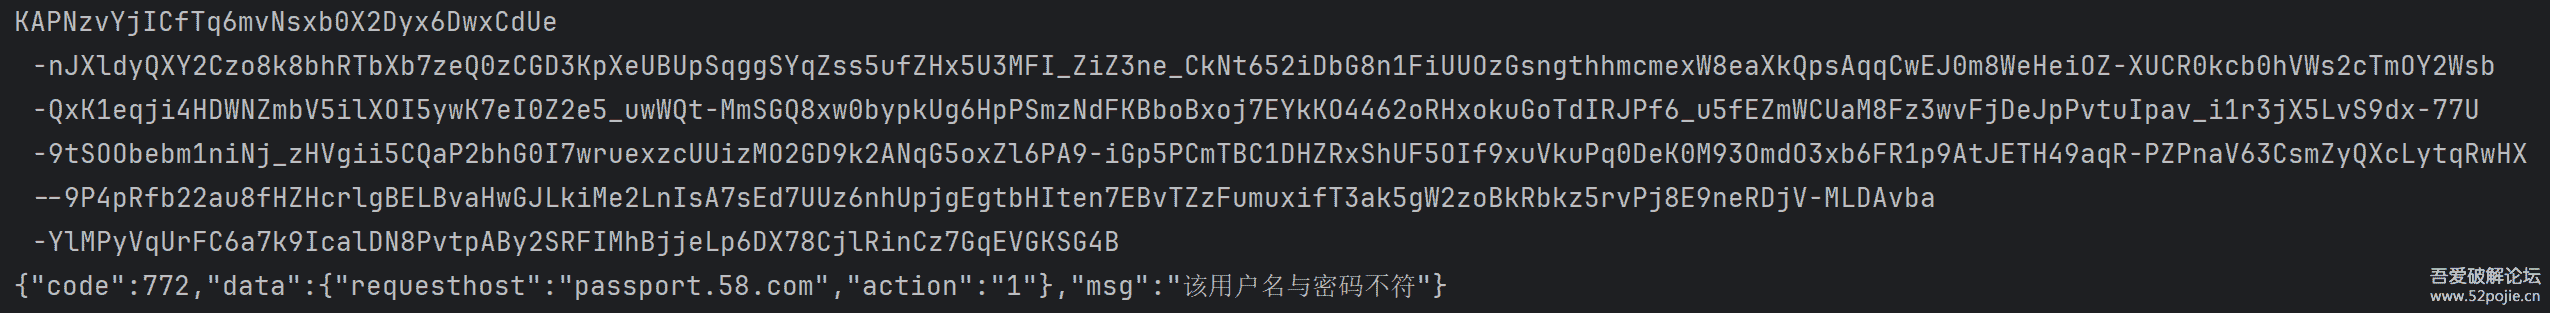 KAPNzvYjICfTq6mvNsxb0X2Dyx6DwxCdUe
-nJXldyQXY2Czo8k8bhRTbXb7zeQ0zCGD3KpXeUBUpSqggSYqZss5ufZHx5U3MFI_ZiZ3ne_CkNt652iDbG8n1FiUUOzGsngthhmcmexW8eaXkQpsAqqCwEJ0m8WeHeiOZ-XUCR0kcb0hVWs2cTmOY2Wsb
-QxK1eqji4HDWNZmbV5ilXOI5ywK7eI0Z2e5_uwWQt-MmSGQ8xw0bypkUg6HpPSmzNdFKBboBxoj7EYkKO4462oRHxokuGoTdIRJPf6_u5fEZmWCUaM8Fz3wvFjDeJpPvtuIpav_i1r3jX5LvS9dx-77U
-9tSOObebm1niNj_zHVgii5CQaP2bhG0I7wruexzcUUizMO2GD9k2ANqG5oxZl6PA9-iGp5PCmTBC1DHZRxShUF5OIf9xuVkuPq0DeK0M93OmdO3xb6FR1p9AtJETH49aqR-PZPnaV63CsmZyQXcLytqRwHX
--9P4pRfb22au8fHZHcrlgBELBvaHwGJLkiMe2LnIsA7sEd7UUz6nhUpjgEgtbHIten7EBvTZzFumuxifT3ak5gW2zoBkRbkz5rvPj8E9neRDjV-MLDAvba
-YlMPyVqUrFC6a7k9IcalDN8PvtpABy2SRFIMhBjjeLp6DX78CjlRinCz7GqEVGKSG4B
{"code":772,"data":{"requesthost":"passport.58.com","action":"1"},"msg":"该用户名与密码不符"}
吾爱破解论坛
www.52pojie.cn